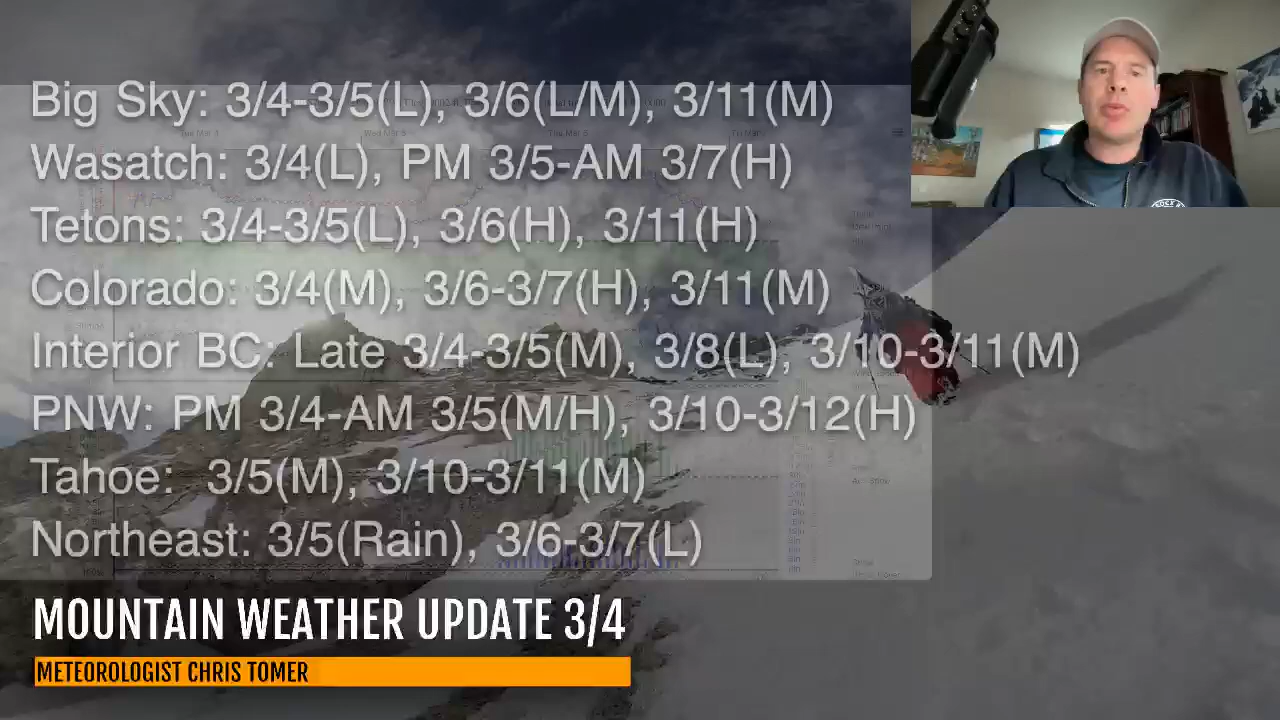 Big Sky: 3/4-3/5(L), 3/6(L/M), 3/11(M)
Wasatch: 3/4(L), PM 3/5-AM 3/7(H)
Tetons: 3/4-3/5(L), 3/6(H), 3/11(H)
Colorado: 3/4(M), 3/6-3/7(H), 3/11(M)
Interior BC: Late 3/4-3/5(M), 3/8(L), 3/10-3/11(M)
PNW: PM 3/4-AM 3/5(M/H), 3/10-3/12(H)
Tahoe: 3/5(M), 3/10-3/11(M)
Northeast: 3/5(Rain), 3/6-3/7(L)
MOUNTAIN WEATHER UPDATE 3/4
METEOROLOGIST CHRIS TOMER